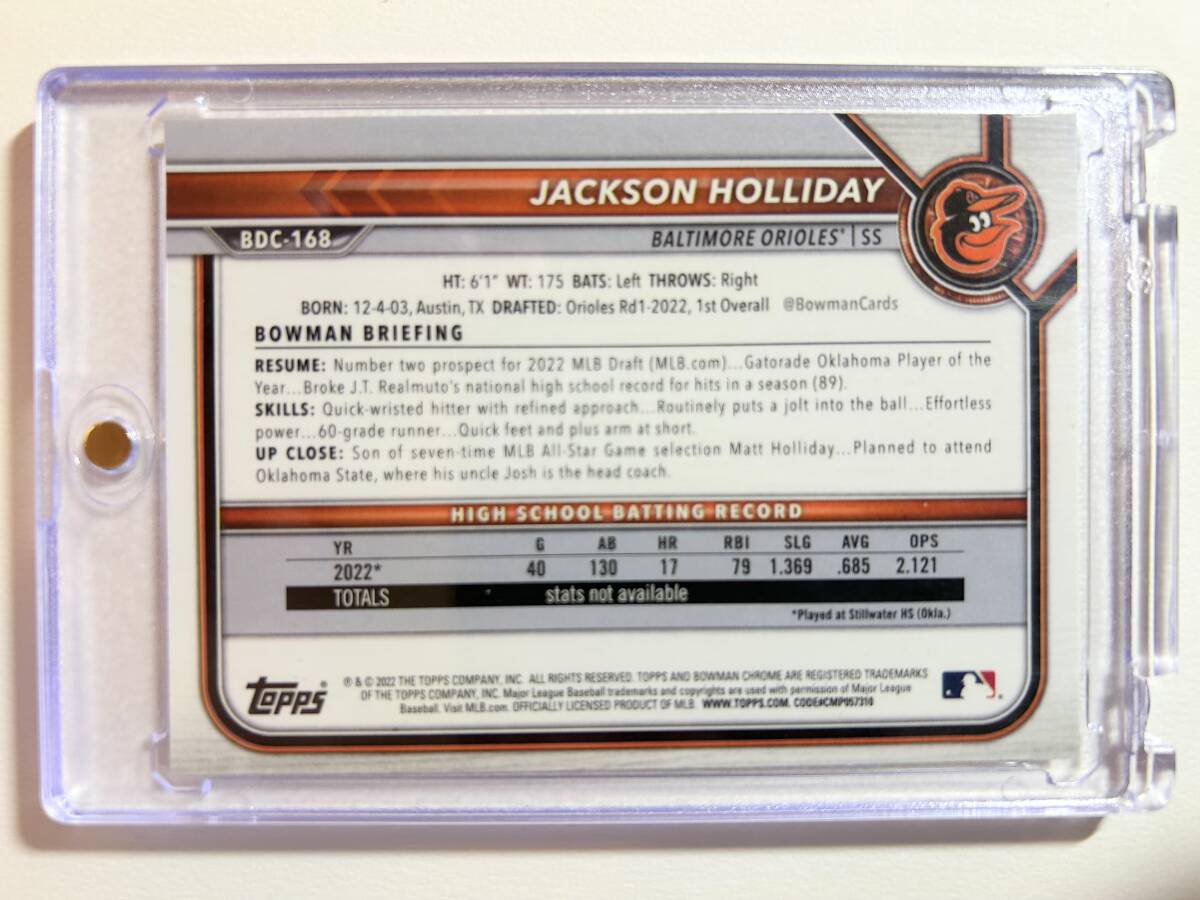 JACKSON HOLLIDAY
BDC-168
BALTIMORE ORIOLES® | SS
HT: 6'1" WT: 175 BATS: Left THROWS: Right
BORN: 12-4-03, Austin, TX DRAFTED: Orioles Rd1-2022, 1st Overall @BowmanCards
BOWMAN BRIEFING
RESUME: Number two prospect for 2022 MLB Draft (MLB.com)...Gatorade Oklahoma Player of the
Year...Broke J.T. Realmuto's national high school record for hits in a season (89).
SKILLS: Quick-wristed hitter with refined approach...Routinely puts a jolt into the ball...Effortless
power...60-grade runner...Quick feet and plus arm at short.
UP CLOSE: Son of seven-time MLB All-Star Game selection Matt Holliday...Planned to attend
Oklahoma State, where his uncle Josh is the head coach.
HIGH SCHOOL BATTING RECORD
YR G AB HR RBI SLG AVG OPS
2022* 40 130 17 79 1.369 .685 2.121
TOTALS stats not available
*Played at Stillwater HS (Okla.)
TOPPS®
® & © 2022 THE TOPPS COMPANY, INC. ALL RIGHTS RESERVED. TOPPS AND BOWMAN CHROME ARE REGISTERED TRADEMARKS
OF THE TOPPS COMPANY, INC. Major League Baseball trademarks and copyrights are used with permission of Major League
Baseball. Visit MLB.com. OFFICIALLY LICENSED PRODUCT OF MLB. WWW.TOPPS.COM. CODE#CMP057310